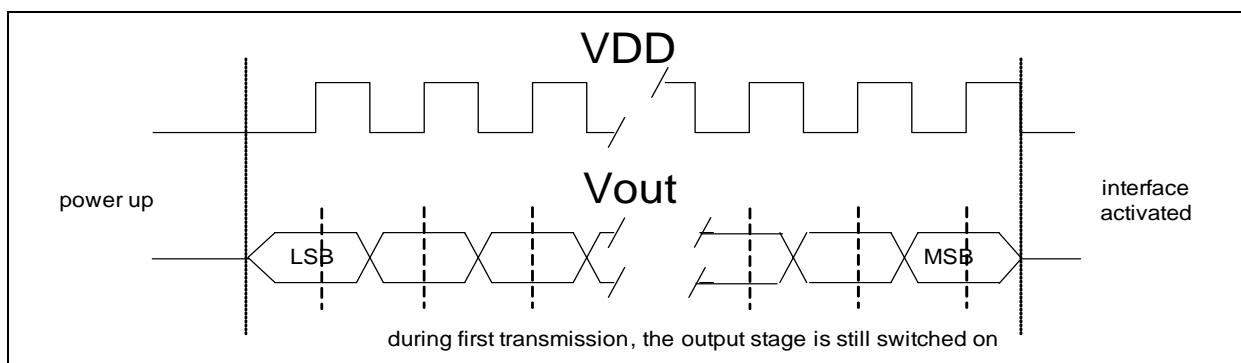 VDD
power up
Vout
interface
activated
LSB
MSB
during first transmission, the output stage is still switched on